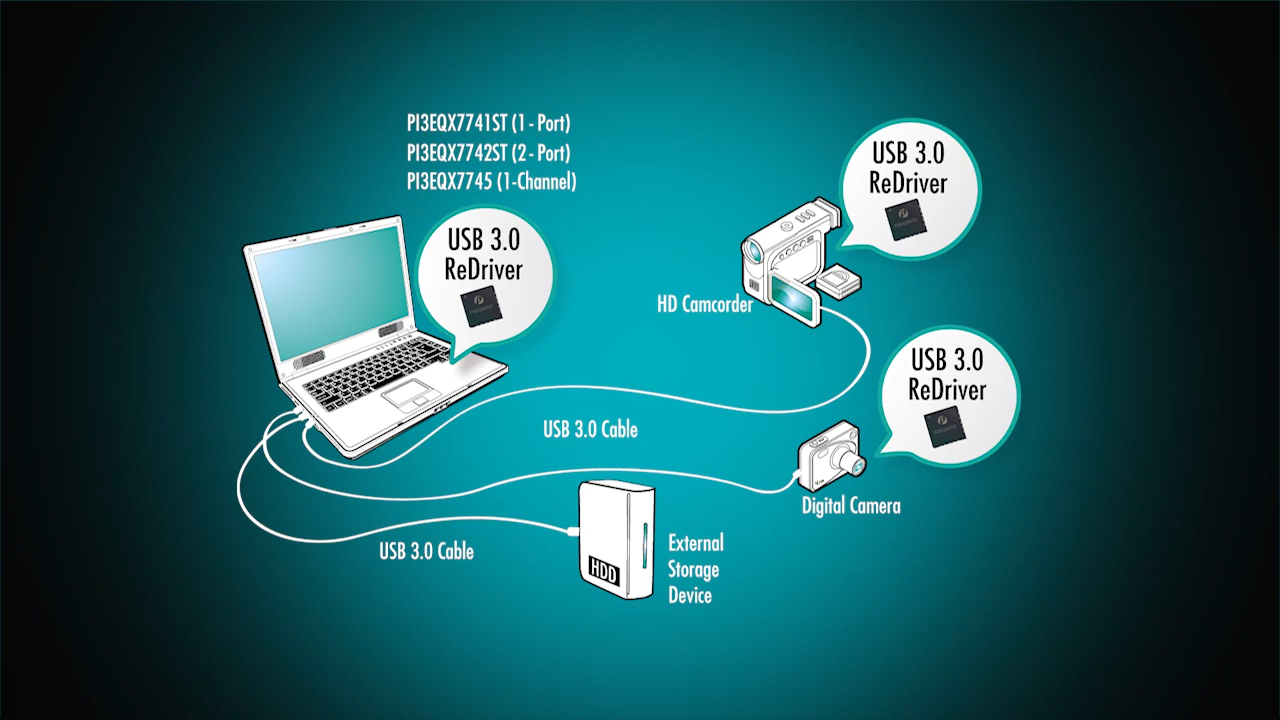 PI3EQX7741ST (1 - Port)
PI3EQX7742ST (2 - Port)
PI3EQX7745 (1-Channel)
USB 3.0
ReDriver
USB 3.0
ReDriver
HD Camcorder
USB 3.0
ReDriver
USB 3.0 Cable
Digital Camera
USB 3.0 Cable
HDD
External
Storage
Device